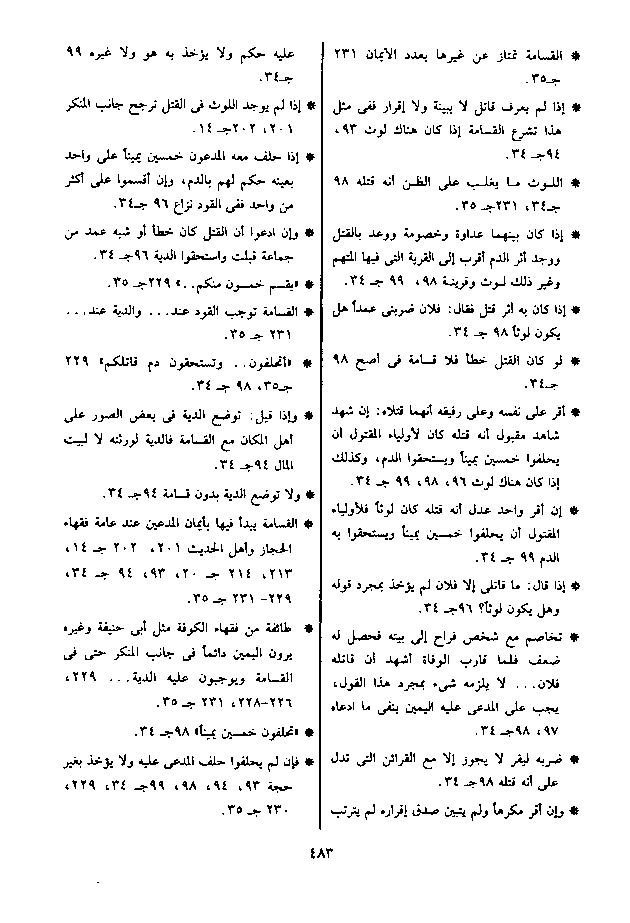 * القسامة تمتاز عن غيرها بعدد الأيمان ٢٣١
جـ٣٥.
* إذا لم يعرف قاتل لا ببينة ولا إقرار ففى مثل
هذا تشرع القسامة إذا كان هناك لوث ٩٣،
٩٤جـ ٣٤.
* اللوث ما يغلب على الظن أنه قتله ٩٨
جـ٣٤، ٢٣١جـ ٣٥.
* إذا كان بينهما عداوة وخصومة ووعد بالقتل
ووجد أثر الدم أقرب إلى القرية التى فيها المتهم
وغير ذلك لوث وقرينة ٩٨، ٩٩ جـ ٣٤.
* إذا كان به أثر قتل فقال: فلان ضربنى عمداً هل
يكون لوثاً ٩٨ جـ ٣٤.
* لو كان القتل خطأ فلا قسامة فى أصح ٩٨
جـ٣٤.
* أقر على نفسه وعلى رفيقه أنهما قتلاه: إن شهد
شاهد مقبول أنه قتله كان لأولياء المقتول أن
يحلفوا خمسين يميناً ويستحقوا الدم، وكذلك
إذا كان هناك لوث ٩٦، ٩٨، ٩٩ جـ ٣٤.
* إن أقر واحد عدل أنه قتله كان لوثاً فلأولياء
المقتول أن يحلفوا خمسين يميناً ويستحقوا به
الدم ٩٩ جـ ٣٤.
* إذا قال: ما قاتلى إلا فلان لم يؤخذ بمجرد قوله
وهل يكون لوثاً؟ ٩٦جـ ٣٤.
* تخاصم مع شخص فراح إلى بيته فحصل له
ضعف فلما قارب الوفاة أشهد أن قاتله
فلان... لا يلزمه شىء بمجرد هذا القول،
يجب على المدعى عليه اليمين بنفى ما ادعاه
٩٧، ٩٨جـ ٣٤.
* ضربه ليقر لا يجوز إلا مع القرائن التى تدل
على أنه قتله ٩٨ جـ ٣٤.
* وإن أقر مكرهاً ولم يتبين صدق إقراره لم يترتب
عليه حكم ولا يؤخذ به هو ولا غيره ٩٩
جـ٣٤.
* إذا لم يوجد اللوث فى القتل ترجح جانب المنكر
٢٠١، ٢٠٢جـ ١٤.
* إذا حلف معه المدعون خمسين يميناً على واحد
بعينه حكم لهم بالدم، وإن أقسموا على أكثر
من واحد ففى القود نزاع ٩٦ جـ٣٤.
* وإن ادعوا أن القتل كان خطأ أو شبه عمد من
جماعة قبلت واستحقوا الدية ٩٦جـ ٣٤.
* «يقسم خمسون منكم..» ٢٢٩جـ ٣٥.
* القسامة توجب القود عند... والدية عند...
٢٣١ جـ ٣٥.
* «أتحلفون.. وتستحقون دم قاتلكم» ٢٢٩
جـ٣٥، ٩٨ جـ ٣٤.
* وإذا قيل: توضع الدية فى بعض الصور على
أهل المكان مع القسامة فالدية لورثته لا لبيت
المال ٩٤جـ ٣٤.
* ولا توضع الدية بدون قسامة ٩٤جـ ٣٤.
* القسامة يبدأ فيها بأيمان المدعين عند عامة فقهاء
الحجاز وأهل الحديث ٢٠١، ٢٠٢ جـ ١٤،
٢١٣، ٢١٤ جـ ٢٠، ٩٣، ٩٤ جـ ٣٤،
٢٢٩- ٢٣١ جـ ٣٥.
* طائفة من فقهاء الكوفة مثل أبى حنيفة وغيره
يرون اليمين دائماً فى جانب المنكر حتى فى
القسامة ويوجبون عليه الدية... ٢٢٩،
٢٢٦-٢٢٨، ٢٣١ جـ ٣٥.
* «تحلفون خمسين يميناً» ٩٨جـ ٣٤.
* فإن لم يحلفوا حلف المدعى عليه ولا يؤخذ بغير
حجة ٩٣، ٩٤، ٩٨، ٩٩جـ ٣٤، ٢٢٩،
٢٣٠ جـ ٣٥.
٤٨٣